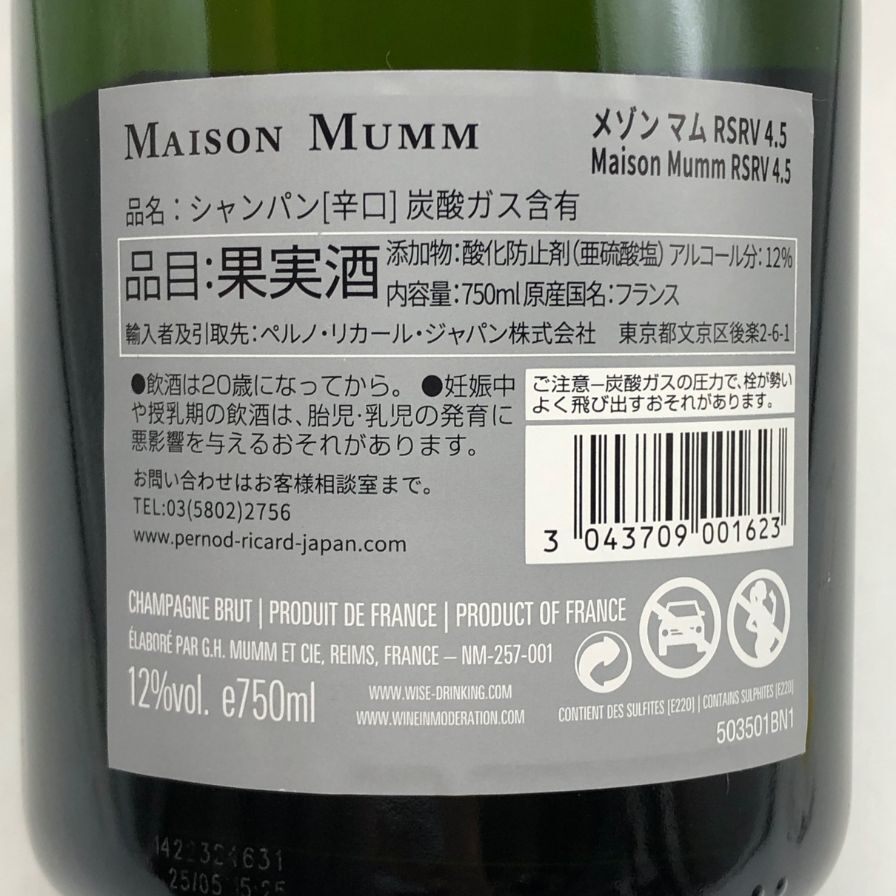 MAISON MUMM
メゾン マム RSRV 4.5
Maison Mumm RSRV 4.5
品名：シャンパン[辛口] 炭酸ガス含有
品目：果実酒
添加物：酸化防止剤（亜硫酸塩） アルコール分：12%
内容量：750ml 原産国名：フランス
輸入者及引取先：ペルノ・リカール・ジャパン株式会社 東京都文京区後楽2-6-1
●飲酒は20歳になってから。 ●妊娠中
や授乳期の飲酒は、胎児・乳児の発育に
悪影響を与えるおそれがあります。
お問い合わせはお客様相談室まで。
TEL:03(5802)2756
www.pernod-ricard-japan.com
ご注意—炭酸ガスの圧力で、栓が勢い
よく飛び出すおそれがあります。
3 043709 001623
CHAMPAGNE BRUT | PRODUIT DE FRANCE | PRODUCT OF FRANCE
ÉLABORÉ PAR G.H. MUMM ET CIE, REIMS, FRANCE – NM-257-001
12%vol. e750ml
WWW.WISE-DRINKING.COM
WWW.WINEINMODERATION.COM
CONTIENT DES SULFITES (E220) | CONTAINS SULPHITES (E220)
503501BN1
25/05